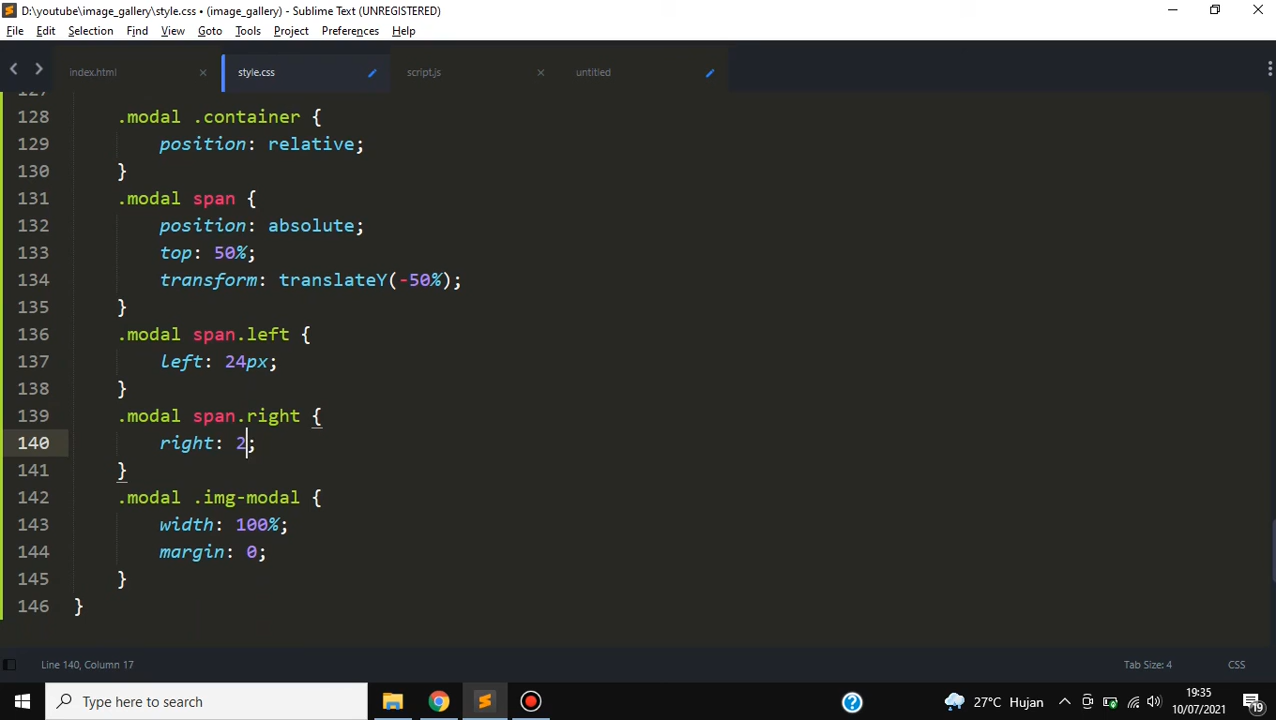 D:\youtube\image_gallery\style.css • (image_gallery) - Sublime Text (UNREGISTERED)
File Edit Selection Find View Goto Tools Project Preferences Help
index.html style.css script.js untitled
127
128 .modal .container {
129 position: relative;
130 }
131 .modal span {
132 position: absolute;
133 top: 50%;
134 transform: translateY(-50%);
135 }
136 .modal span.left {
137 left: 24px;
138 }
139 .modal span.right {
140 right: 2;
141 }
142 .modal .img-modal {
143 width: 100%;
144 margin: 0;
145 }
146 }
Line 140, Column 17 Tab Size: 4 CSS
Type here to search 27°C Hujan 19:35
10/07/2021 19